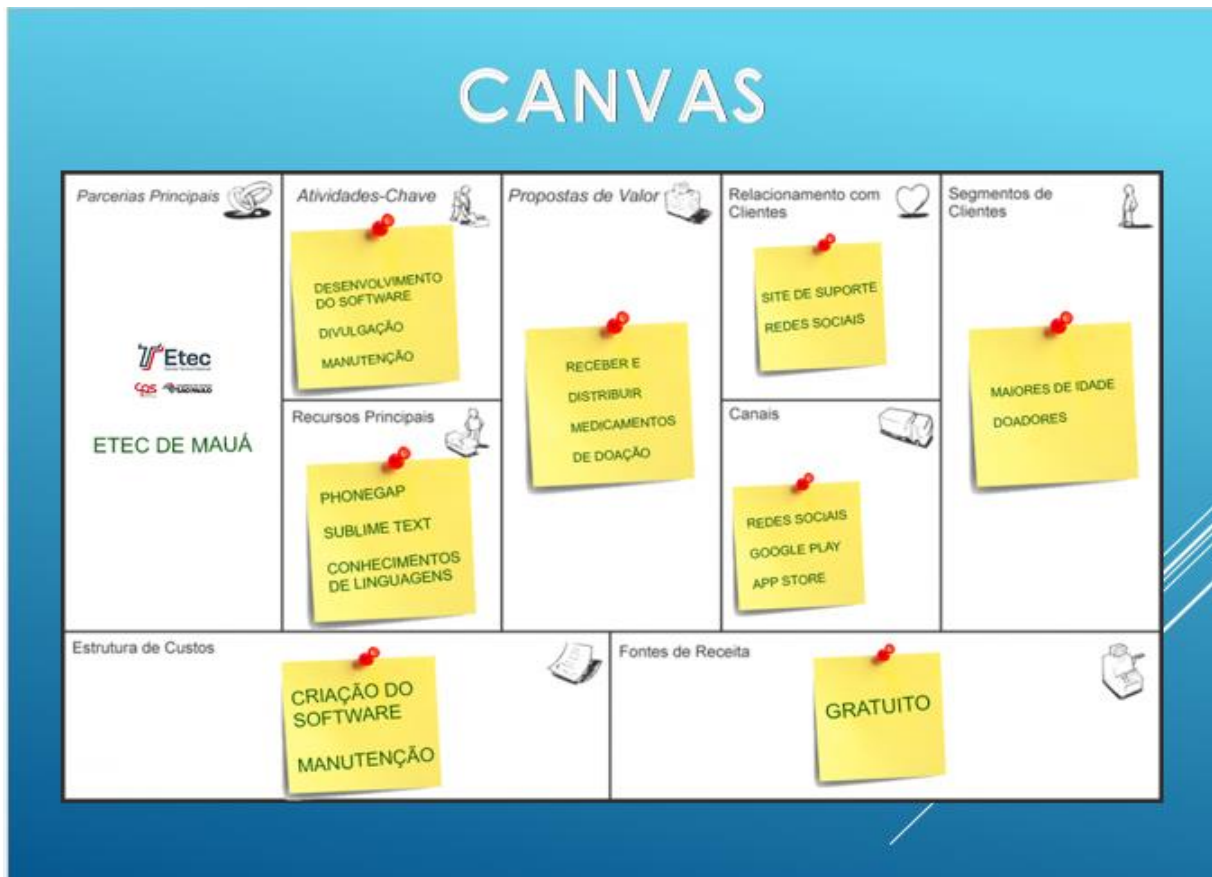 CANVAS
Parcerias Principais
Etec
cps
SÃO PAULO
ETEC DE MAUÁ
Atividades-Chave
DESENVOLVIMENTO
DO SOFTWARE
DIVULGAÇÃO
MANUTENÇÃO
Recursos Principais
PHONEGAP
SUBLIME TEXT
CONHECIMENTOS
DE LINGUAGENS
Propostas de Valor
RECEBER E
DISTRIBUIR
MEDICAMENTOS
DE DOAÇÃO
Relacionamento com
Clientes
SITE DE SUPORTE
REDES SOCIAIS
Canais
REDES SOCIAIS
GOOGLE PLAY
APP STORE
Segmentos de
Clientes
MAIORES DE IDADE
DOADORES
Estrutura de Custos
CRIAÇÃO DO
SOFTWARE
MANUTENÇÃO
Fontes de Receita
GRATUITO